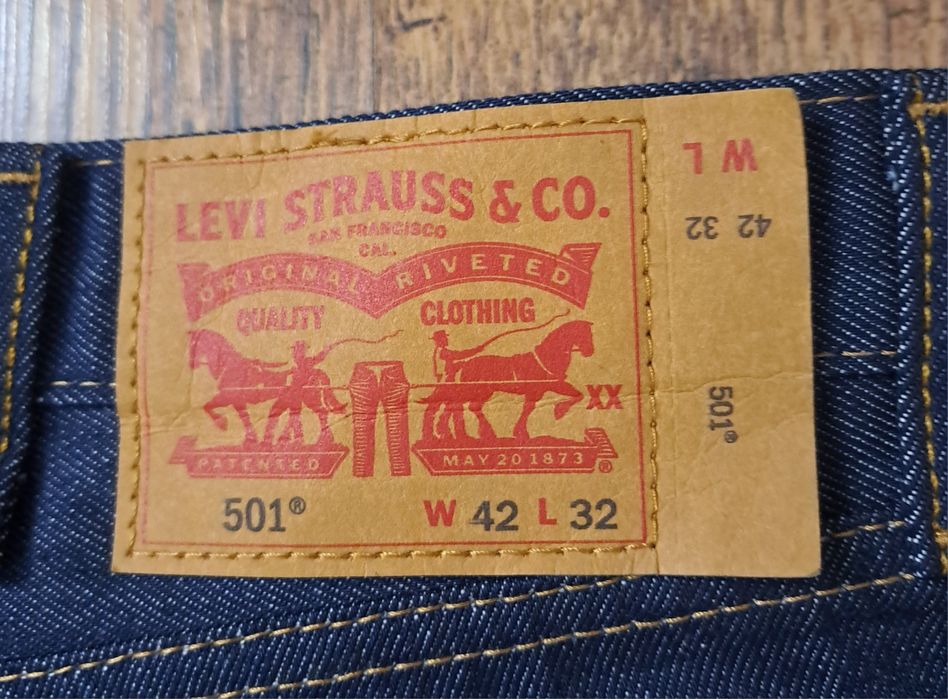 LEVI STRAUSS & CO.
SAN FRANCISCO
CAL.
ORIGINAL RIVETED
QUALITY CLOTHING
XX
PATENTED MAY 20 1873 ®
501® W 42 L 32
W L
42 32
501®